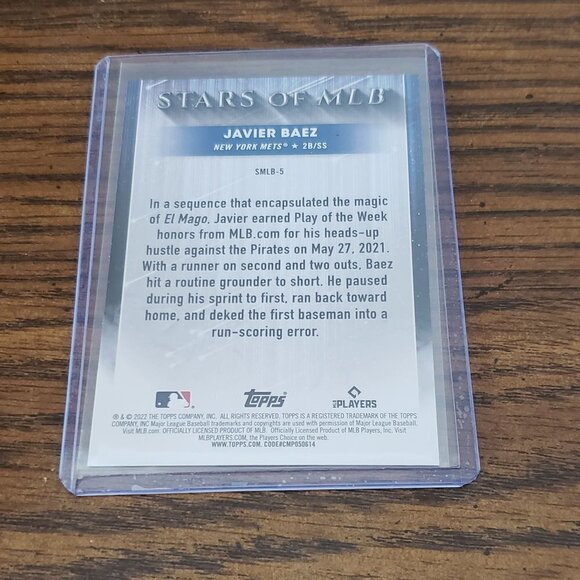 STARS OF MLB
JAVIER BAEZ
NEW YORK METS® ★ 2B/SS
SMLB-5
In a sequence that encapsulated the magic
of El Mago, Javier earned Play of the Week
honors from MLB.com for his heads-up
hustle against the Pirates on May 27, 2021.
With a runner on second and two outs, Baez
hit a routine grounder to short. He paused
during his sprint to first, ran back toward
home, and deked the first baseman into a
run-scoring error.
topps
PLAYERS
® & © 2022 THE TOPPS COMPANY, INC. ALL RIGHTS RESERVED. TOPPS IS A REGISTERED TRADEMARK OF THE TOPPS
COMPANY, INC Major League Baseball trademarks and copyrights are used with permission of Major League Baseball.
Visit MLB.com. OFFICIALLY LICENSED PRODUCT OF MLB. Officially Licensed Product of MLB Players, Inc. Visit
MLBPLAYERS.com, the Players Choice on the web.
WWW.TOPPS.COM. CODE#CMP050614